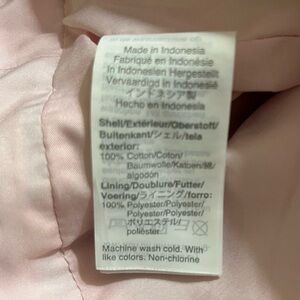 Made in Indonesia
Fabriqué en Indonésie
In Indonesien Hergestellt
Vervaardigd in Indonesië
インドネシア製
Hecho en Indonesia
Shell/Extérieur/Oberstoff/
Buitenkant/シェル/tela
exterior:
100% Cotton/Coton/
Baumwolle/Katoen/綿/
algodón
Lining/Doublure/Futter/
Voering/ライニング/forro:
100% Polyester/Polyester/
Polyester/Polyester/
ポリエステル/
poliéster
Machine wash cold. With
like colors. Non-chlorine